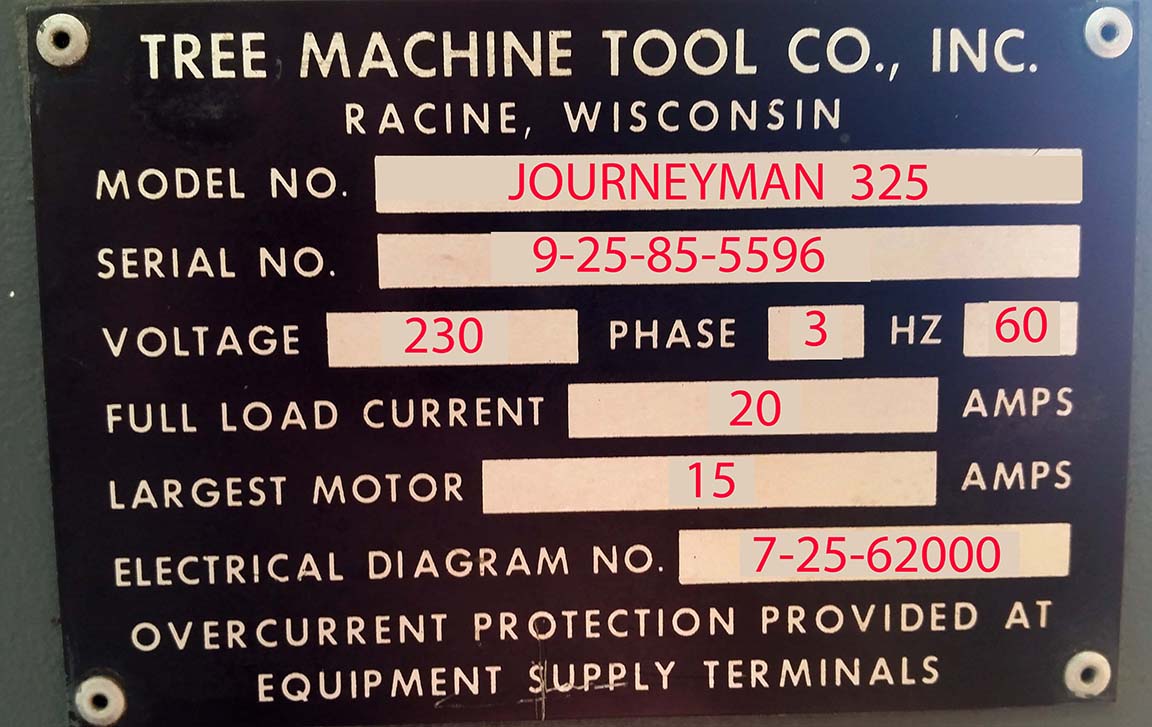 TREE MACHINE TOOL CO., INC.
RACINE, WISCONSIN
MODEL NO. JOURNEYMAN 325
SERIAL NO. 9-25-85-5596
VOLTAGE 230 PHASE 3 HZ 60
FULL LOAD CURRENT 20 AMPS
LARGEST MOTOR 15 AMPS
ELECTRICAL DIAGRAM NO. 7-25-62000
OVERCURRENT PROTECTION PROVIDED AT
EQUIPMENT SUPPLY TERMINALS